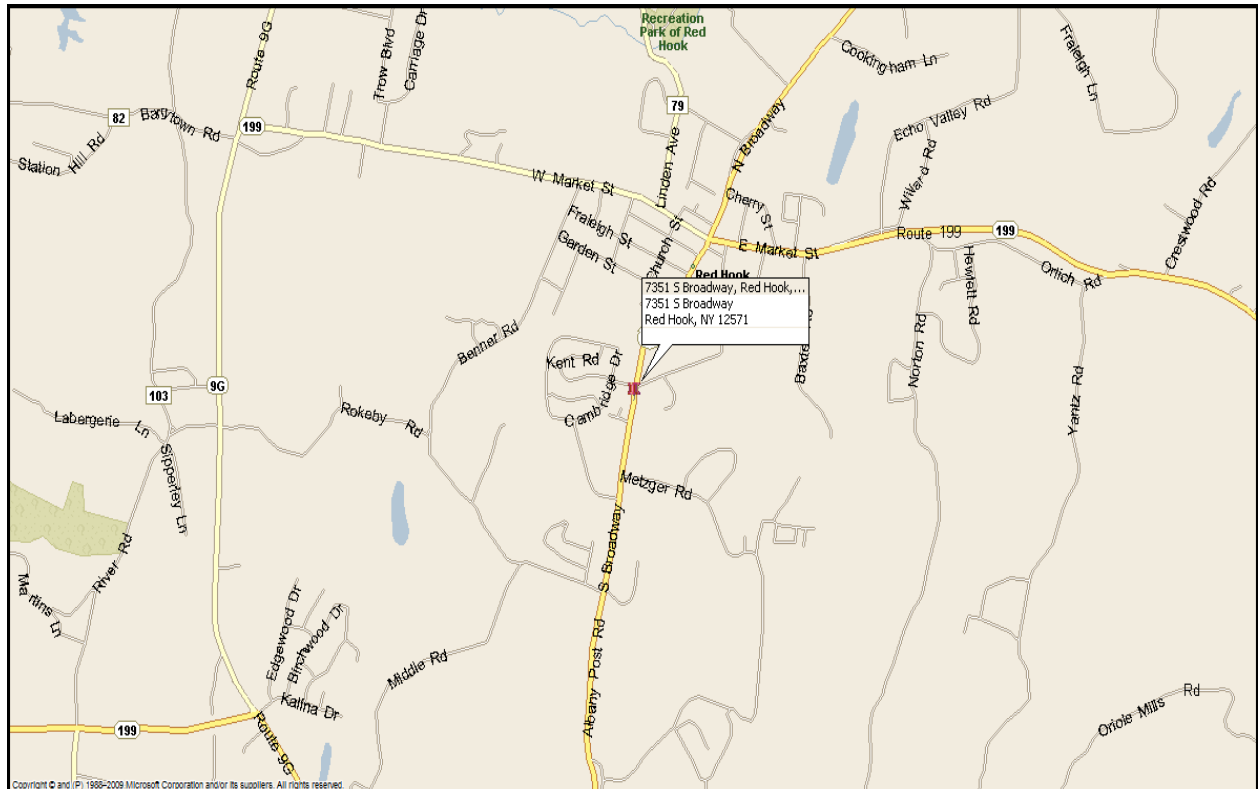 Recreation
Park of Red
Hook
Route 9G
Trow Blvd
Carriage Dr
Cookingham Ln
Fraleigh Ln
79
82
Barrytown Rd
199
Station Hill Rd
N Broadway
Echo Valley Rd
Willard Rd
W Market St
Linden Ave
Cherry St
Crestwood Rd
Fraleigh St
Church St
E Market St
Route 199
199
Garden St
Red Hook
Hewlett Rd
Orlich Rd
7351 S Broadway, Red Hook,...
7351 S Broadway
Red Hook, NY 12571
Benner Rd
Kent Rd
Cambridge Dr
Norton Rd
Yantz Rd
9G
103
Rokeby Rd
Labergerie Ln
Sipperley Ln
Metzger Rd
River Rd
S Broadway
Martins Ln
Edgewood Dr
Birchwood Dr
Middle Rd
Albany Post Rd
Kalina Dr
Oriole Mills Rd
199
Route 9G
Copyright © and (P) 1988–2009 Microsoft Corporation and/or its suppliers. All rights reserved.